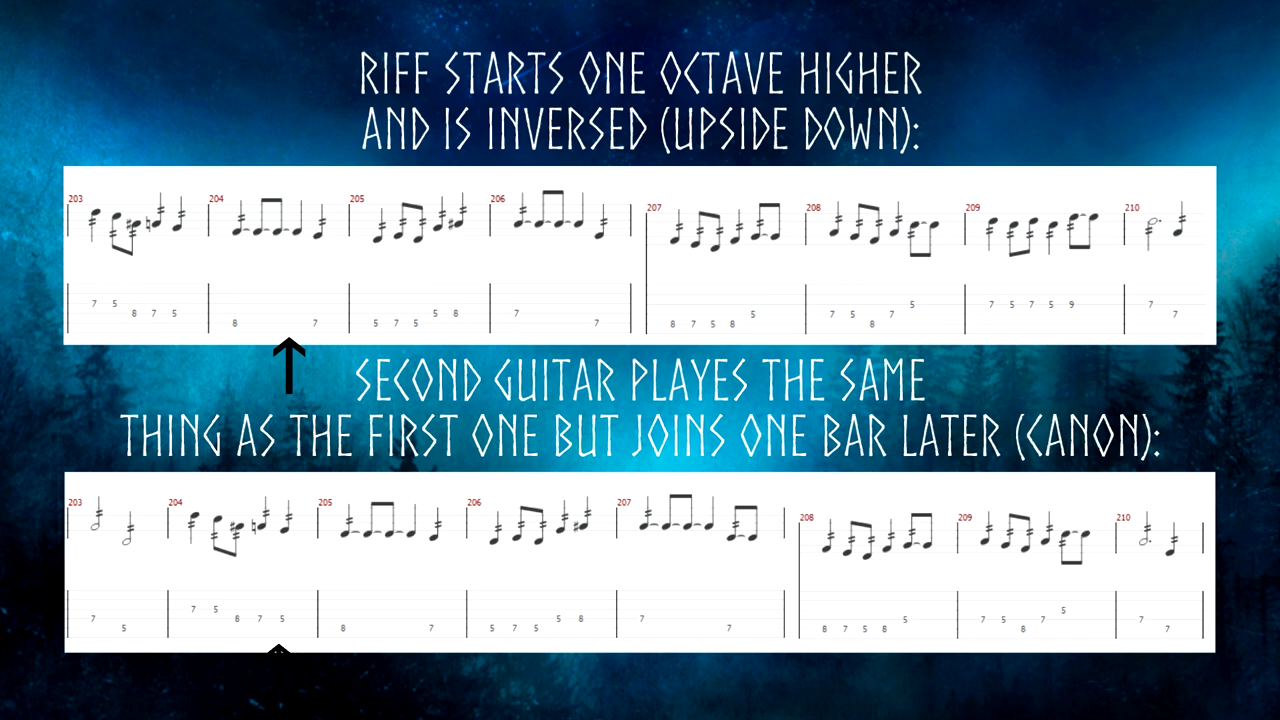 RIFF STARTS ONE OCTAVE HIGHER
AND IS INVERSED (UPSIDE DOWN):
203 204 205 206 207 208 209 210
7 5 8 7 5 8 7 5 7 5 5 8 7 7 8 7 5 8 5 7 5 8 7 5 7 5 7 5 9 7 7
SECOND GUITAR PLAYES THE SAME
THING AS THE FIRST ONE BUT JOINS ONE BAR LATER (CANON):
203 204 205 206 207 208 209 210
7 5 7 5 8 7 5 8 7 5 7 5 5 8 7 7 8 7 5 8 5 7 5 8 7 5 7 7